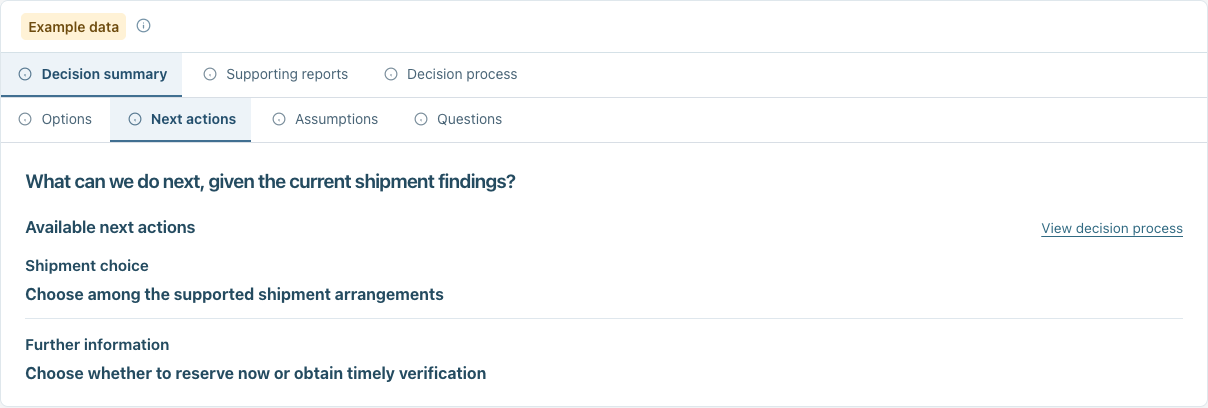 Example data
Decision summary
Supporting reports
Decision process
Options
Next actions
Assumptions
Questions
What can we do next, given the current shipment findings?
Available next actions
View decision process
Shipment choice
Choose among the supported shipment arrangements
Further information
Choose whether to reserve now or obtain timely verification